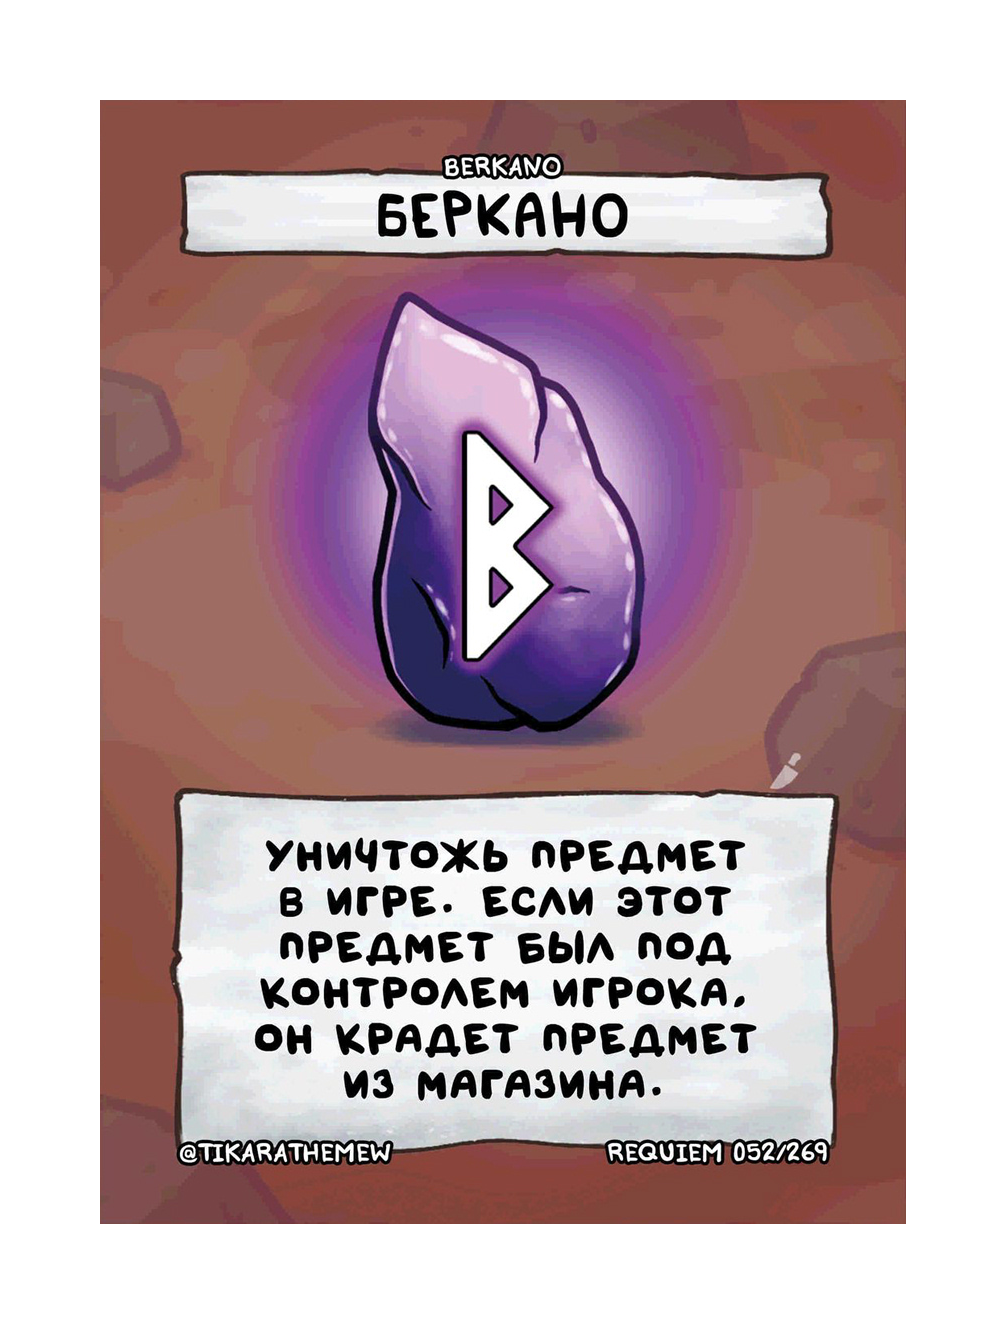 BERKANO
БЕРКАНО
B
УНИЧТОЖЬ ПРЕДМЕТ
В ИГРЕ. ЕСЛИ ЭТОТ
ПРЕДМЕТ БЫЛ ПОД
КОНТРОЛЕМ ИГРОКА,
ОН КРАДЕТ ПРЕДМЕТ
ИЗ МАГАЗИНА.
@TIKARATHEMEW
REQUIEM 052/269